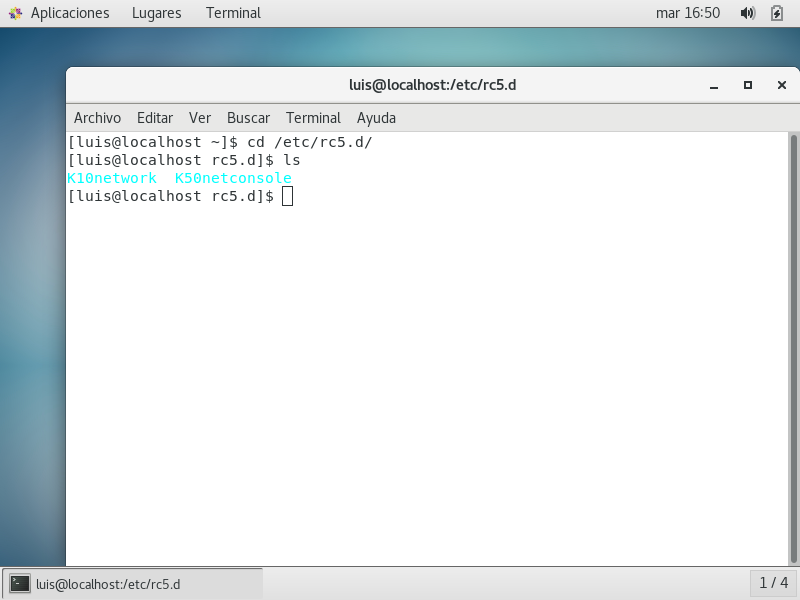 Aplicaciones Lugares Terminal mar 16:50
luis@localhost:/etc/rc5.d
Archivo Editar Ver Buscar Terminal Ayuda
[luis@localhost ~]$ cd /etc/rc5.d/
[luis@localhost rc5.d]$ ls
K10network  K50netconsole
[luis@localhost rc5.d]$
luis@localhost:/etc/rc5.d 1 / 4